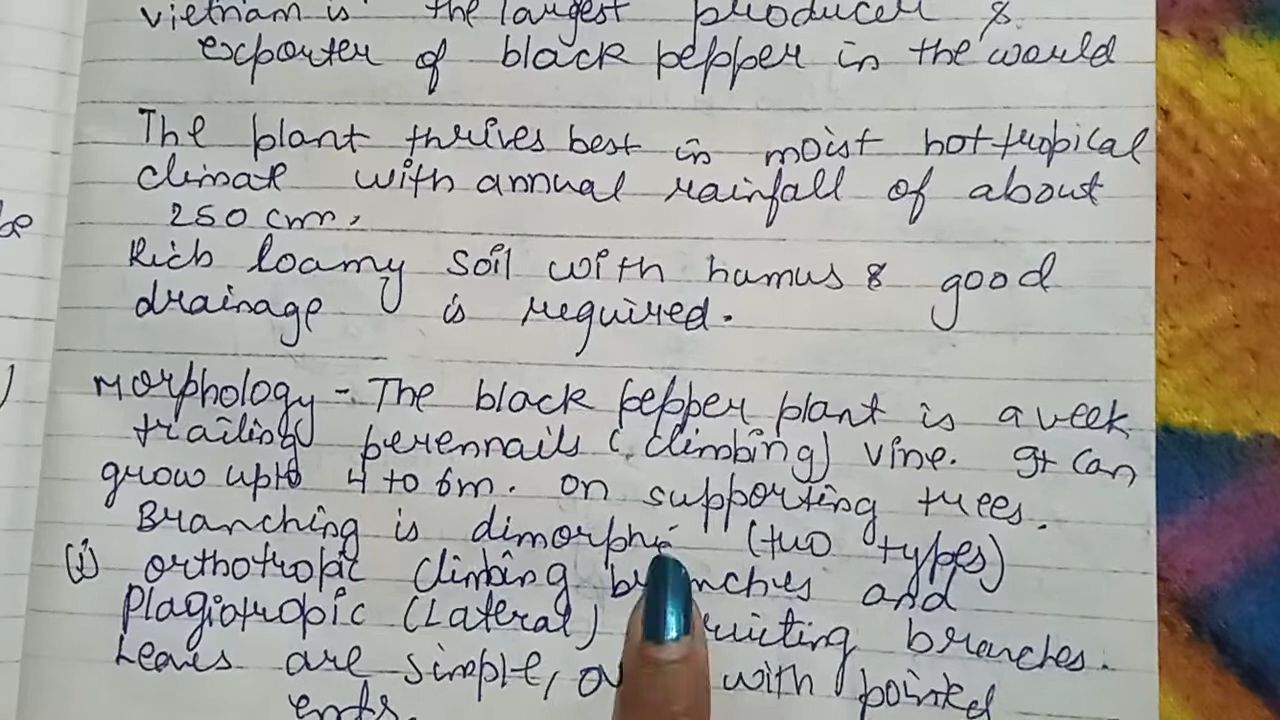 vietnam is the largest producer &
exporter of black pepper in the world
The plant thrives best in moist hot tropical
climate with annual rainfall of about
250 cm.
Rich loamy soil with humus & good
drainage is required.
Morphology - The black pepper plant is a week
trailing perennails (climbing) vine. It can
grow upto 4 to 6m. on supporting trees.
Branching is dimorphic (two types)
(i) orthotropic climbing branches and
Plagiotropic (Lateral) fruiting branches.
Leaves are simple, with pointed
ends.